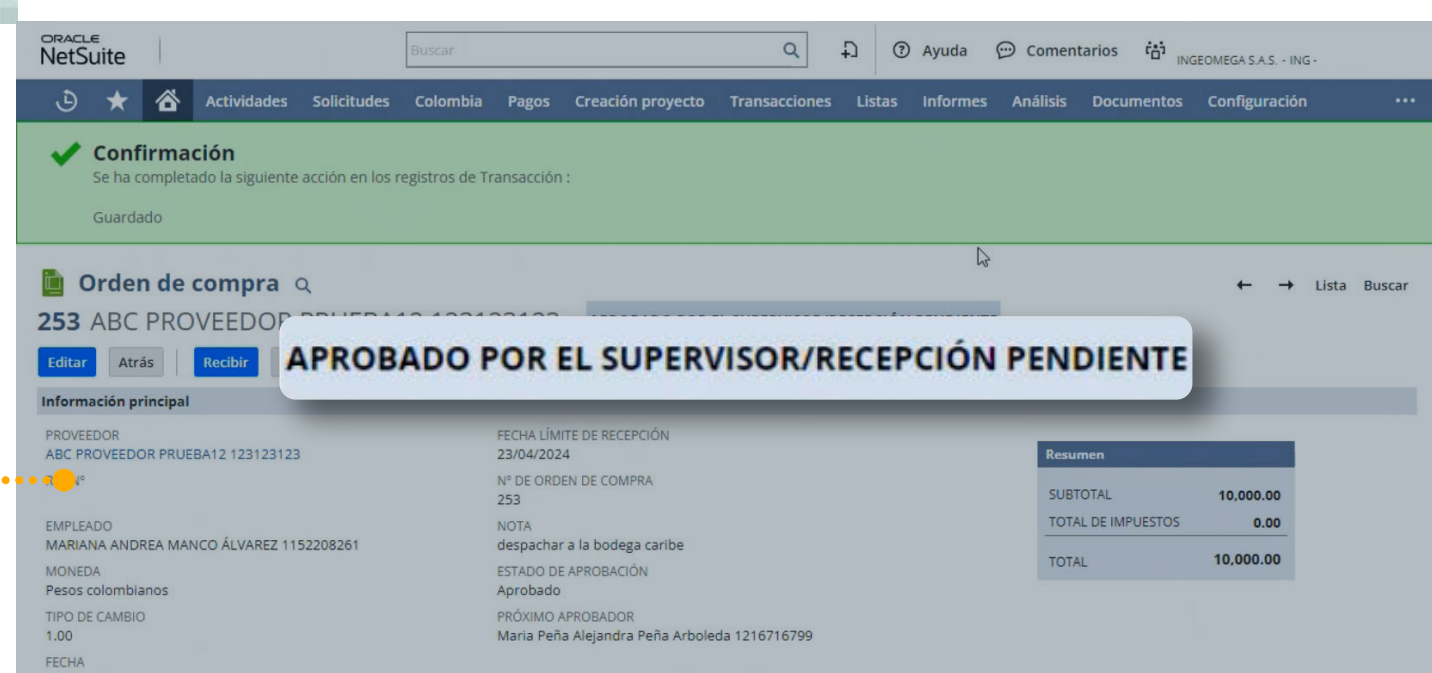 ORACLE
NetSuite
Buscar
Ayuda
Comentarios
INGEOMEGA S.A.S. - ING -
Actividades Solicitudes Colombia Pagos Creación proyecto Transacciones Listas Informes Análisis Documentos Configuración
Confirmación
Se ha completado la siguiente acción en los registros de Transacción :
Guardado
Orden de compra
Lista Buscar
253 ABC PROVEEDOR
APROBADO POR EL SUPERVISOR/RECEPCIÓN PENDIENTE
Editar Atrás Recibir
Información principal
PROVEEDOR
ABC PROVEEDOR PRUEBA12 123123123
Nº
EMPLEADO
MARIANA ANDREA MANCO ÁLVAREZ 1152208261
MONEDA
Pesos colombianos
TIPO DE CAMBIO
1.00
FECHA
FECHA LÍMITE DE RECEPCIÓN
23/04/2024
Nº DE ORDEN DE COMPRA
253
NOTA
despachar a la bodega caribe
ESTADO DE APROBACIÓN
Aprobado
PRÓXIMO APROBADOR
Maria Peña Alejandra Peña Arboleda 1216716799
Resumen
SUBTOTAL 10,000.00
TOTAL DE IMPUESTOS 0.00
TOTAL 10,000.00